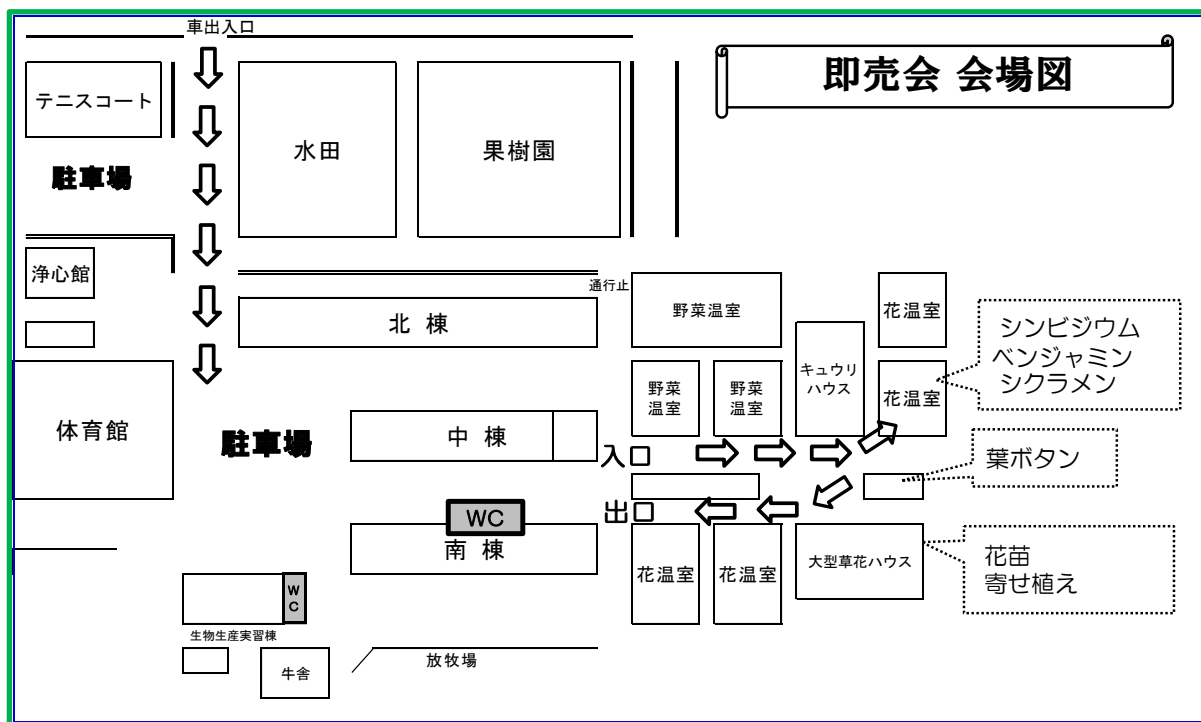 車出入口
即売会 会場図
テニスコート
水田
果樹園
駐車場
浄心館
通行止
北 棟
野菜温室
花温室
シンビジウム
ベンジャミン
シクラメン
野菜
温室
野菜
温室
キュウリ
ハウス
花温室
体育館
駐車場
中 棟
入口
葉ボタン
出口
WC
南 棟
花温室
花温室
大型草花ハウス
花苗
寄せ植え
WC
生物生産実習棟
牛舎
放牧場